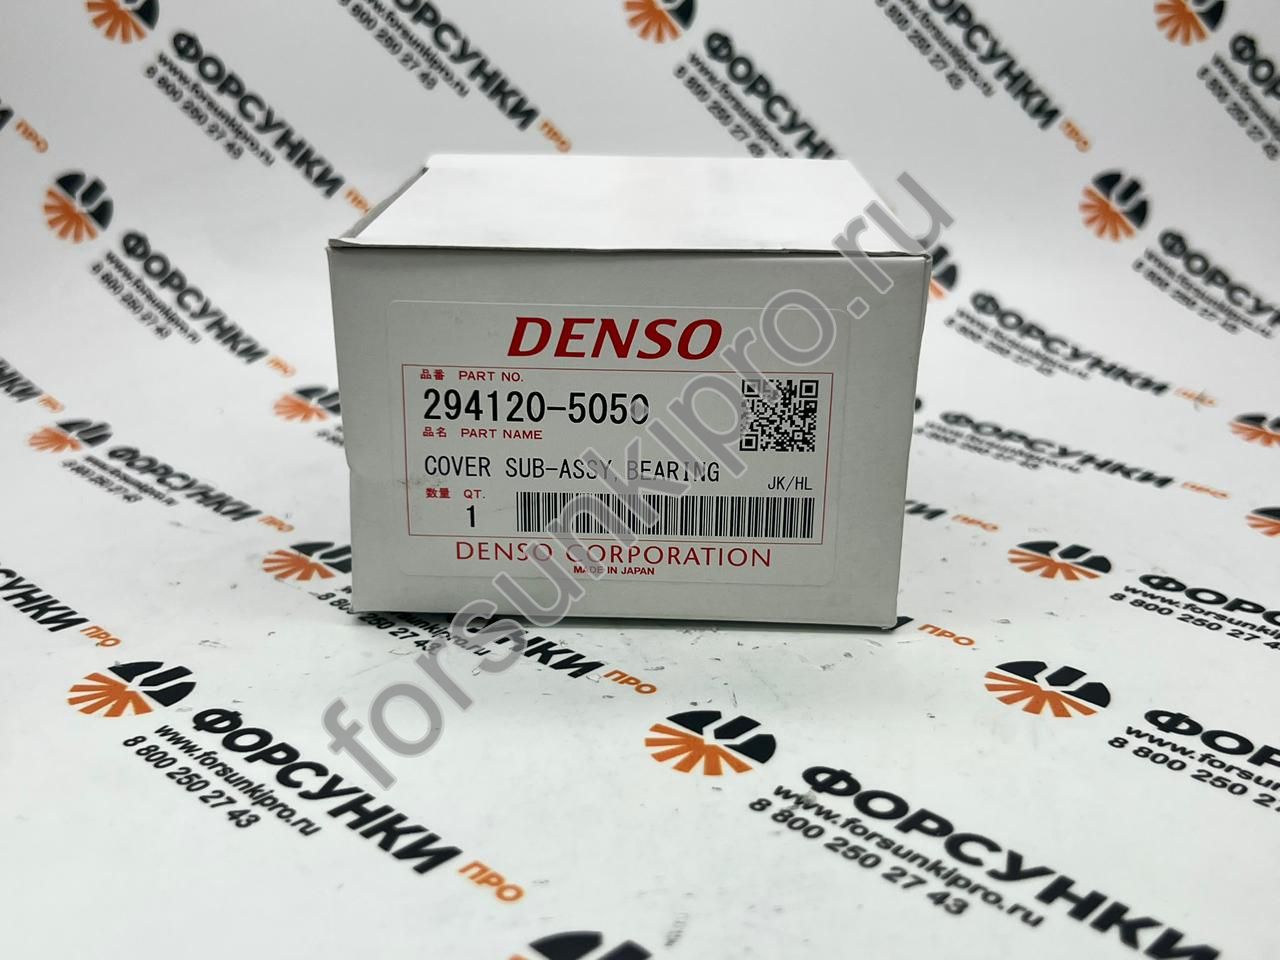 DENSO
品番 PART NO.
294120-5050
品名 PART NAME
COVER SUB-ASSY, BEARING
JK/HL
数量 QT.
1
DENSO CORPORATION
MADE IN JAPAN
forsunkipro.ru
ФОРСУНКИ ПРО
www.forsunkipro.ru
8 800 250 27 43